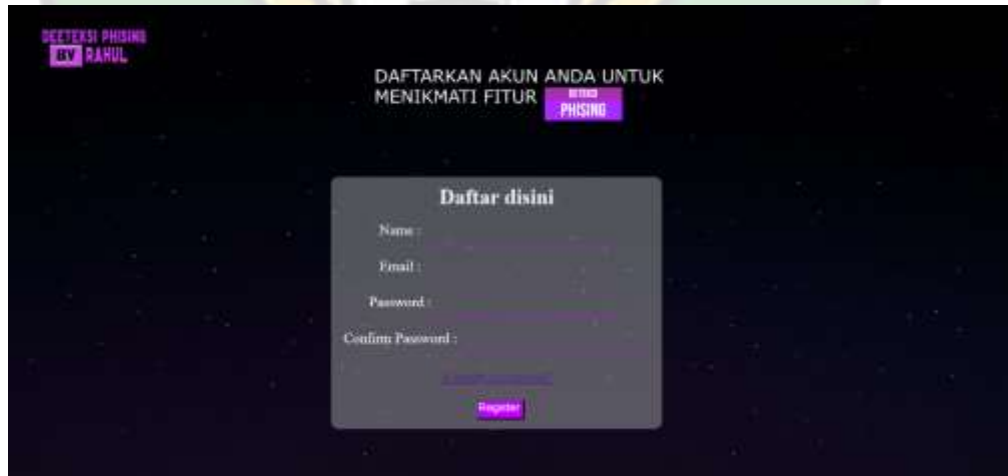 DEETEKSI PHISING
BY RAHUL
DAFTARKAN AKUN ANDA UNTUK
MENIKMATI FITUR DETEKSI
PHISING
Daftar disini
Name :
Email :
Password :
Confirm Password :
Register